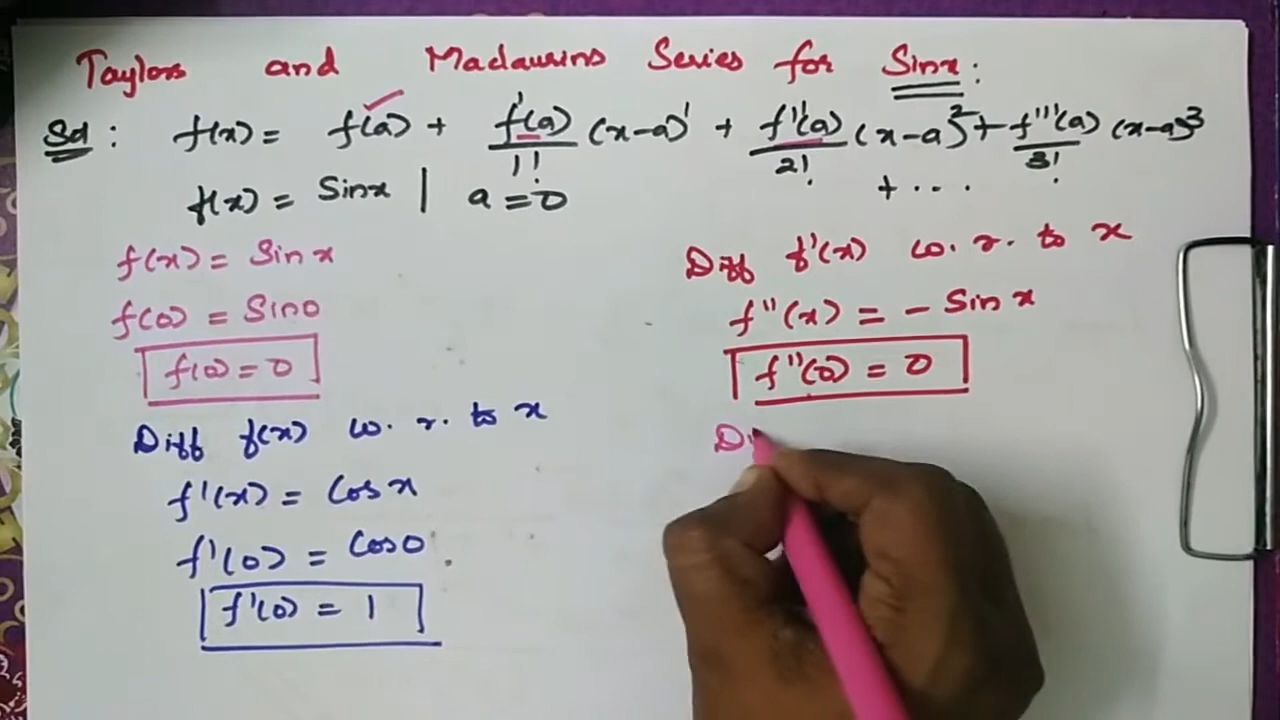 Taylors and Maclaurins Series for Sinx:
Sol: f(x) = f(a) + f'(a)/1! (x-a)' + f''(a)/2! (x-a)² + f'''(a)/3! (x-a)³
+ ...
f(x) = Sinx | a = 0
f(x) = Sin x
f(0) = Sin0
f(0) = 0
Diff f(x) w. r. to x
f'(x) = Cos x
f'(0) = Cos0
f'(0) = 1
Diff f'(x) w. r. to x
f''(x) = - Sin x
f''(0) = 0
Di